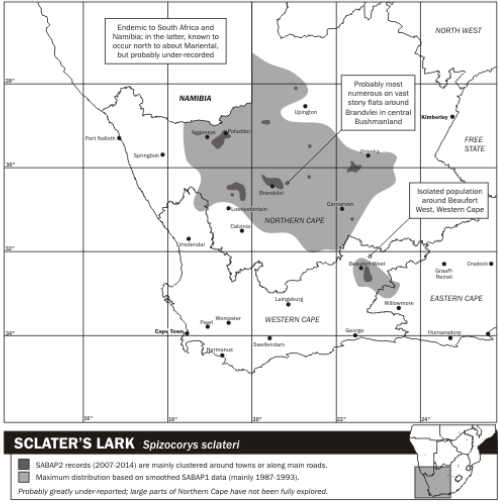 Endemic to South Africa and
Namibia; in the latter, known to
occur north to about Mariental,
but probably under-recorded
NORTH WEST
28°
NAMIBIA
Upington
Probably most
numerous on vast
stony flats around
Brandvlei in central
Bushmanland
Kimberley
Port Nolloth
Aggeneys
Pofadder
FREE
STATE
Springbok
Prieska
30°
Brandvlei
Isolated population
around Beaufort
West, Western Cape
Loeriesfontein
Carnarvon
NORTHERN CAPE
Calvinia
Vredendal
32°
Beaufort West
Graaff-
Reinet
Cradock
Laingsburg
Willowmore
EASTERN CAPE
WESTERN CAPE
Paarl
Worcester
Cape Town
George
Humansdorp
34°
Swellendam
Hermanus
16°
18°
20°
22°
24°
SCLATER'S LARK Spizocorys sclateri
SABAP2 records (2007-2014) are mainly clustered around towns or along main roads.
Maximum distribution based on smoothed SABAP1 data (mainly 1987-1993).
Probably greatly under-reported; large parts of Northern Cape have not been fully explored.